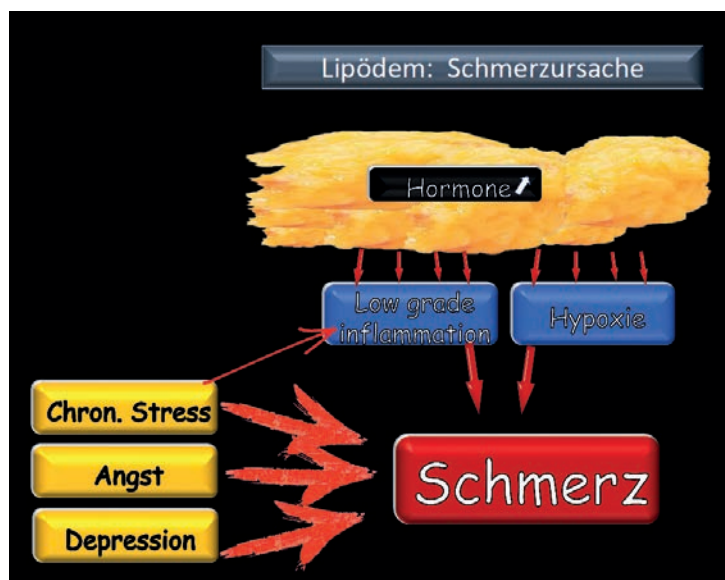 Lipödem: Schmerzursache
Hormone
Low grade
inflammation
Hypoxie
Chron. Stress
Angst
Depression
Schmerz